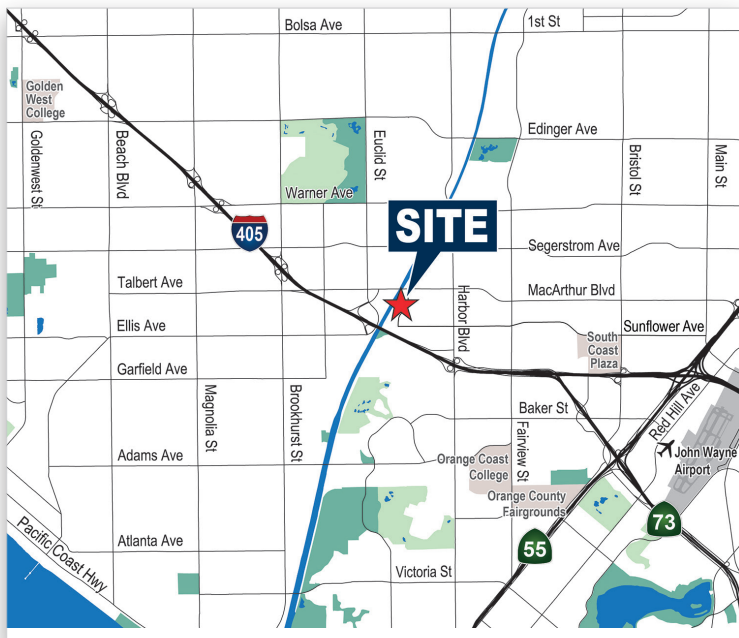 Bolsa Ave
1st St
Golden
West
College
Goldenwest St
Beach Blvd
Euclid St
Edinger Ave
Bristol St
Main St
Warner Ave
SITE
405
Segerstrom Ave
Talbert Ave
MacArthur Blvd
Harbor Blvd
Ellis Ave
Sunflower Ave
South
Coast
Plaza
Garfield Ave
Magnolia St
Brookhurst St
Baker St
Red Hill Ave
Fairview St
John Wayne
Airport
Adams Ave
Orange Coast
College
Orange County
Fairgrounds
Pacific Coast Hwy
Atlanta Ave
73
55
Victoria St